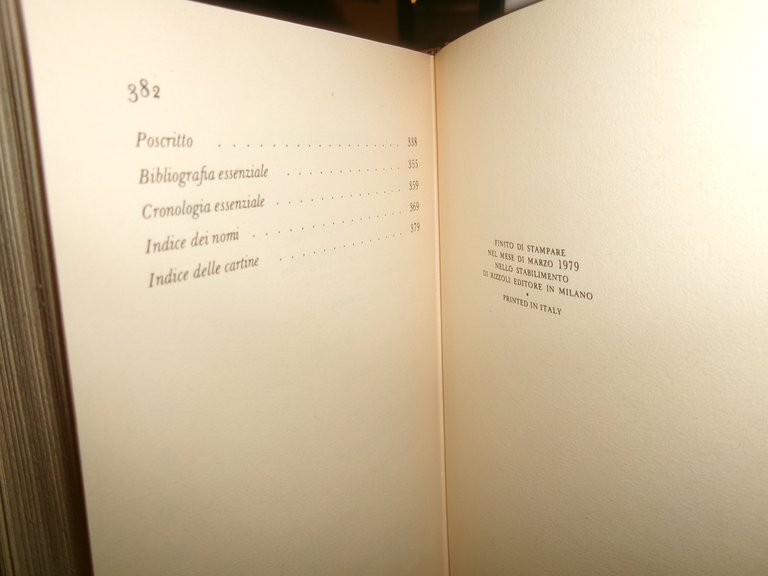 382
Poscritto . . . . . . . . . . . . . . 338
Bibliografia essenziale . . . . . . . . . . 355
Cronologia essenziale . . . . . . . . . . 359
Indice dei nomi . . . . . . . . . . . . 369
Indice delle cartine . . . . . . . . . . 379
FINITO DI STAMPARE
NEL MESE DI MARZO 1979
NELLO STABILIMENTO
DI RIZZOLI EDITORE IN MILANO
•
PRINTED IN ITALY